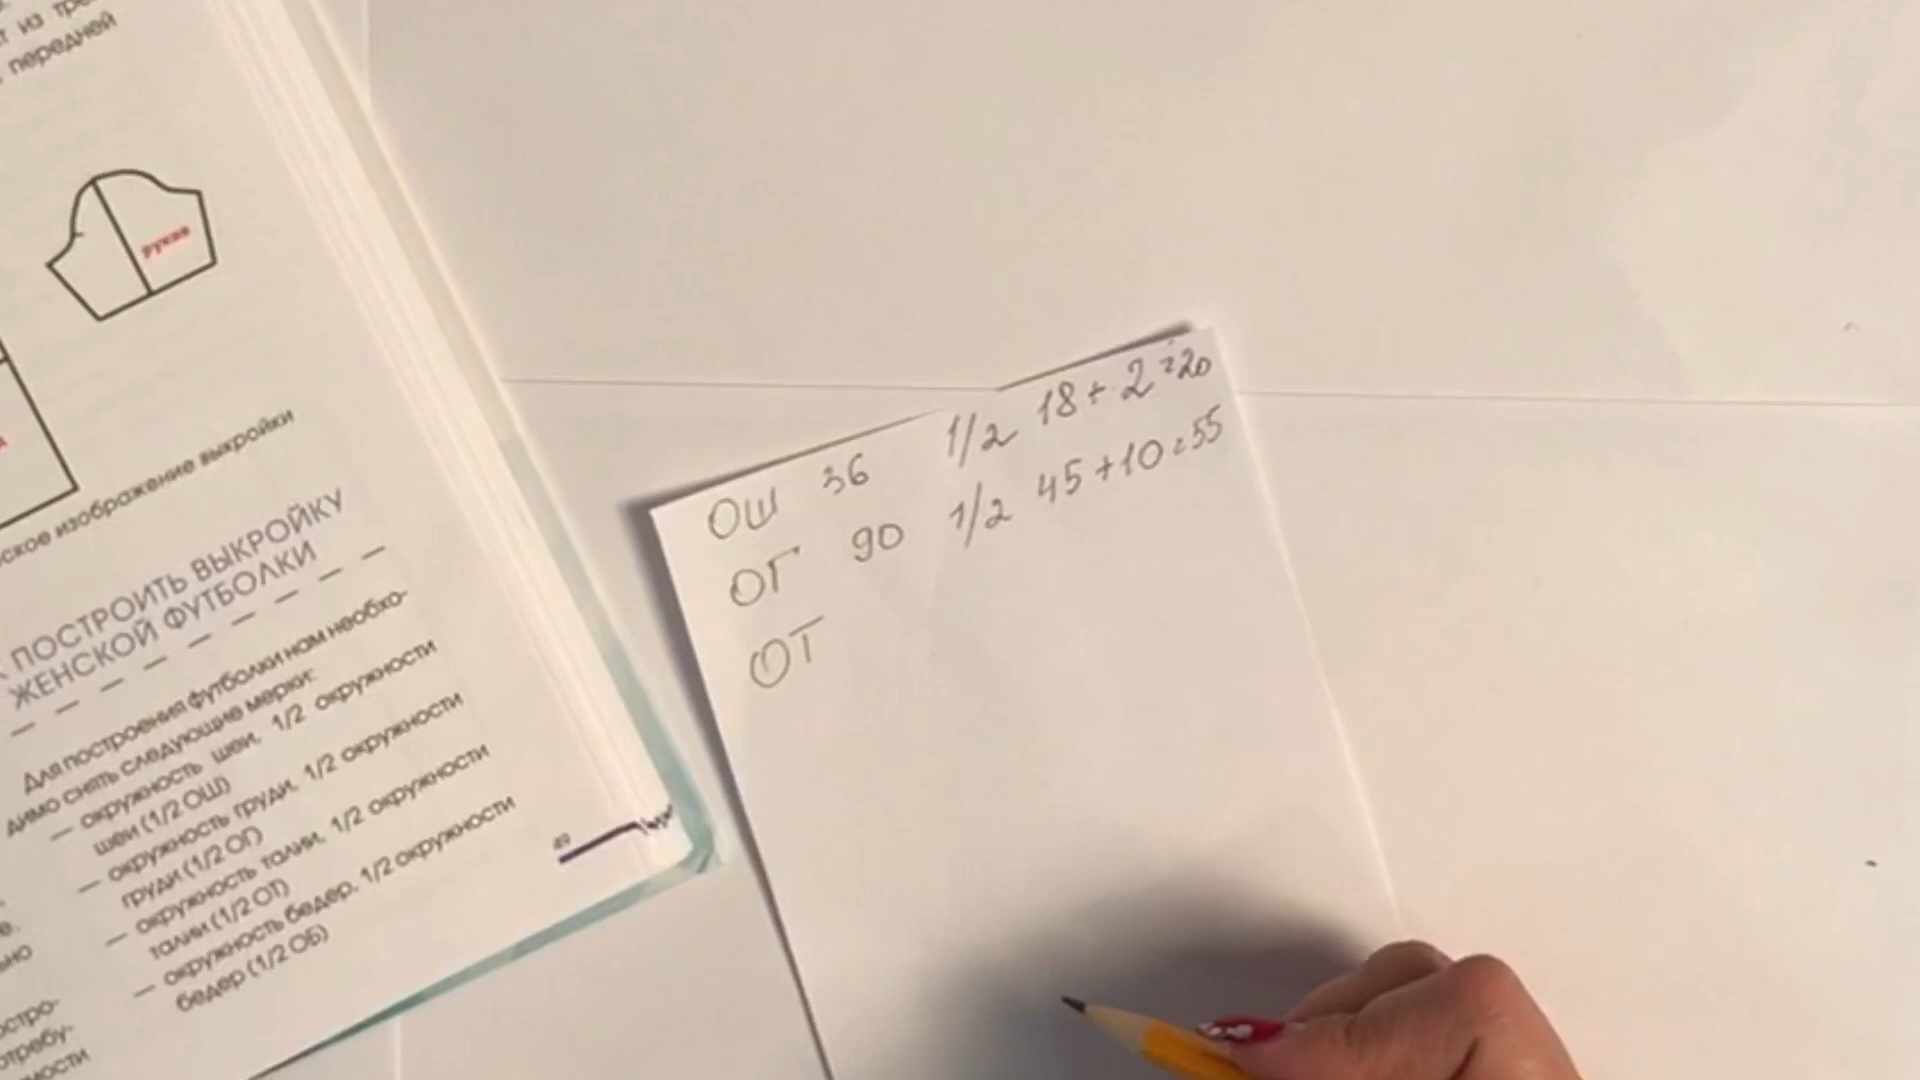 из
передней
рукав
изображение выкройки
ПОСТРОИТЬ ВЫКРОЙКУ
ЖЕНСКОЙ ФУТБОЛКИ
Для построения футболки нам необхо-
димо снять следующие мерки:
— окружность шеи, 1/2 окружности
шеи (1/2 ОШ)
— окружность груди, 1/2 окружности
груди (1/2 ОГ)
— окружность талии, 1/2 окружности
талии (1/2 ОТ)
— окружность бедер, 1/2 окружности
бедер (1/2 ОБ)
ОШ 36 1/2 18 + 2 = 20
ОГ 90 1/2 45 + 10 = 55
ОТ